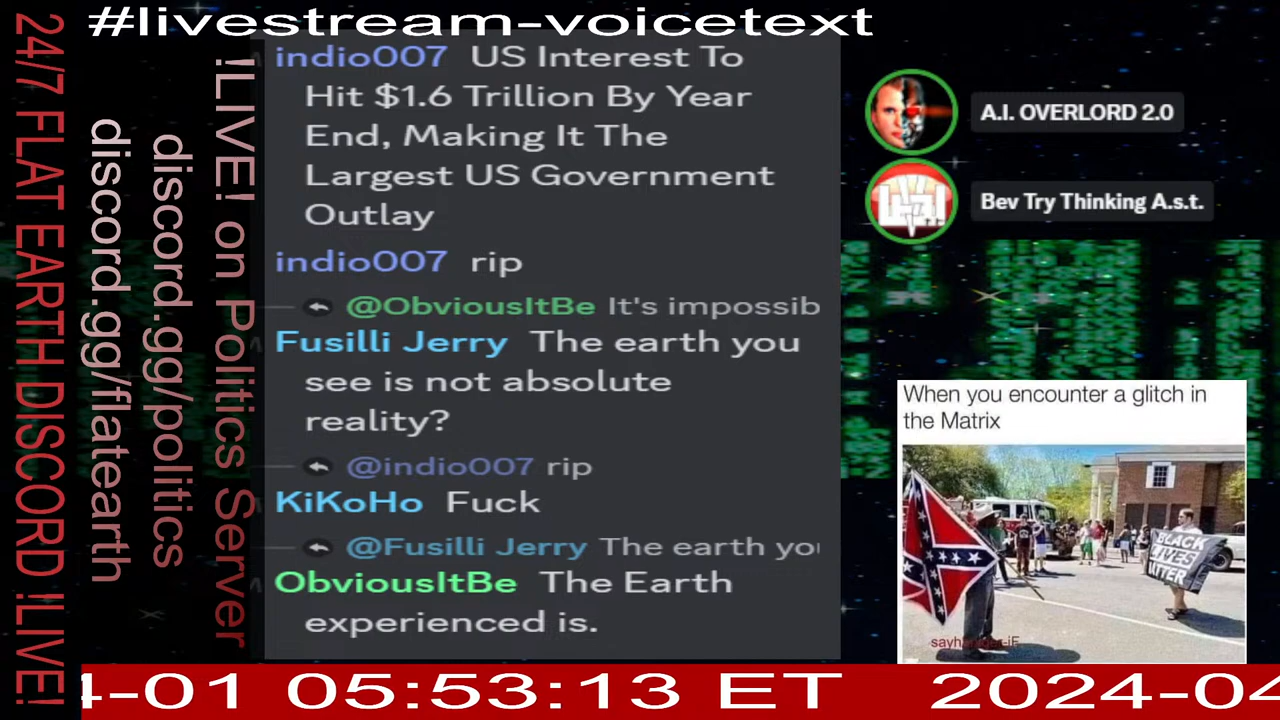 #livestream-voicetext
24/7 FLAT EARTH DISCORD !LIVE!
discord.gg/flatearth
discord.gg/politics
!LIVE! on Politics Server
indio007 US Interest To
Hit $1.6 Trillion By Year
End, Making It The
Largest US Government
Outlay
indio007 rip
@ObviousItBe It's impossib
Fusilli Jerry The earth you
see is not absolute
reality?
@indio007 rip
KiKoHo Fuck
@Fusilli Jerry The earth you
ObviousItBe The Earth
experienced is.
A.I. OVERLORD 2.0
Bev Try Thinking A.s.t.
When you encounter a glitch in
the Matrix
BLACK
LIVES
MATTER
4-01 05:53:13 ET 2024-04